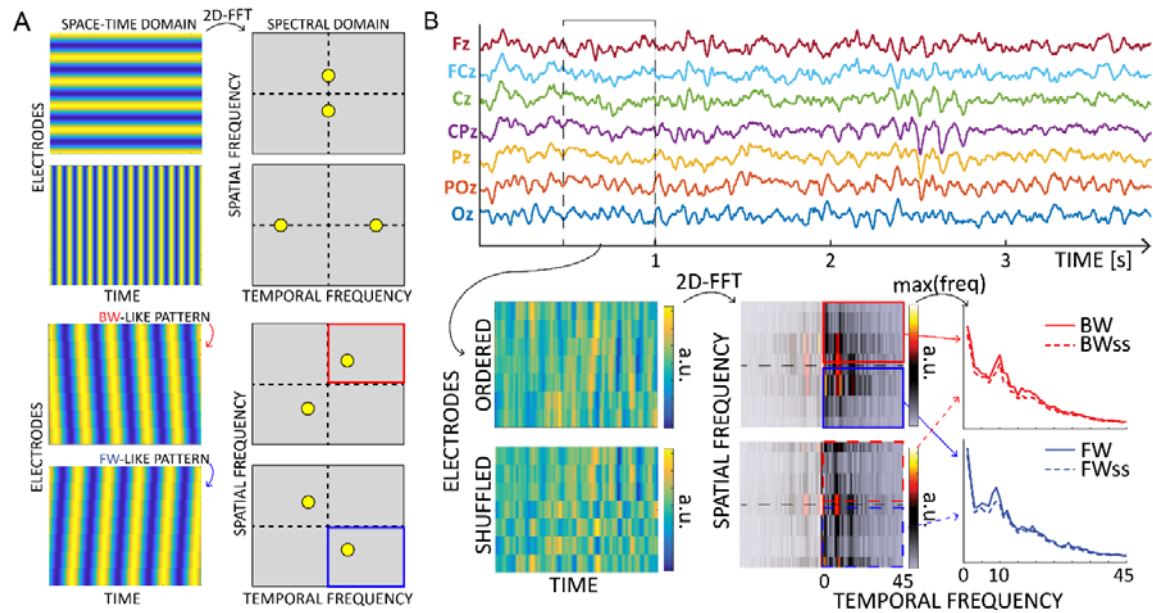 A
SPACE-TIME DOMAIN
2D-FFT
SPECTRAL DOMAIN
ELECTRODES
SPATIAL FREQUENCY
TIME
TEMPORAL FREQUENCY
BW-LIKE PATTERN
ELECTRODES
SPATIAL FREQUENCY
FW-LIKE PATTERN
TIME
TEMPORAL FREQUENCY
B
Fz
FCz
Cz
CPz
Pz
POz
Oz
1
2
3
TIME [s]
2D-FFT
max(freq)
ELECTRODES
ORDERED
a.u.
SPATIAL FREQUENCY
a.u.
BW
BWss
SHUFFLED
a.u.
a.u.
FW
FWss
TIME
0
45
0
10
45
TEMPORAL FREQUENCY